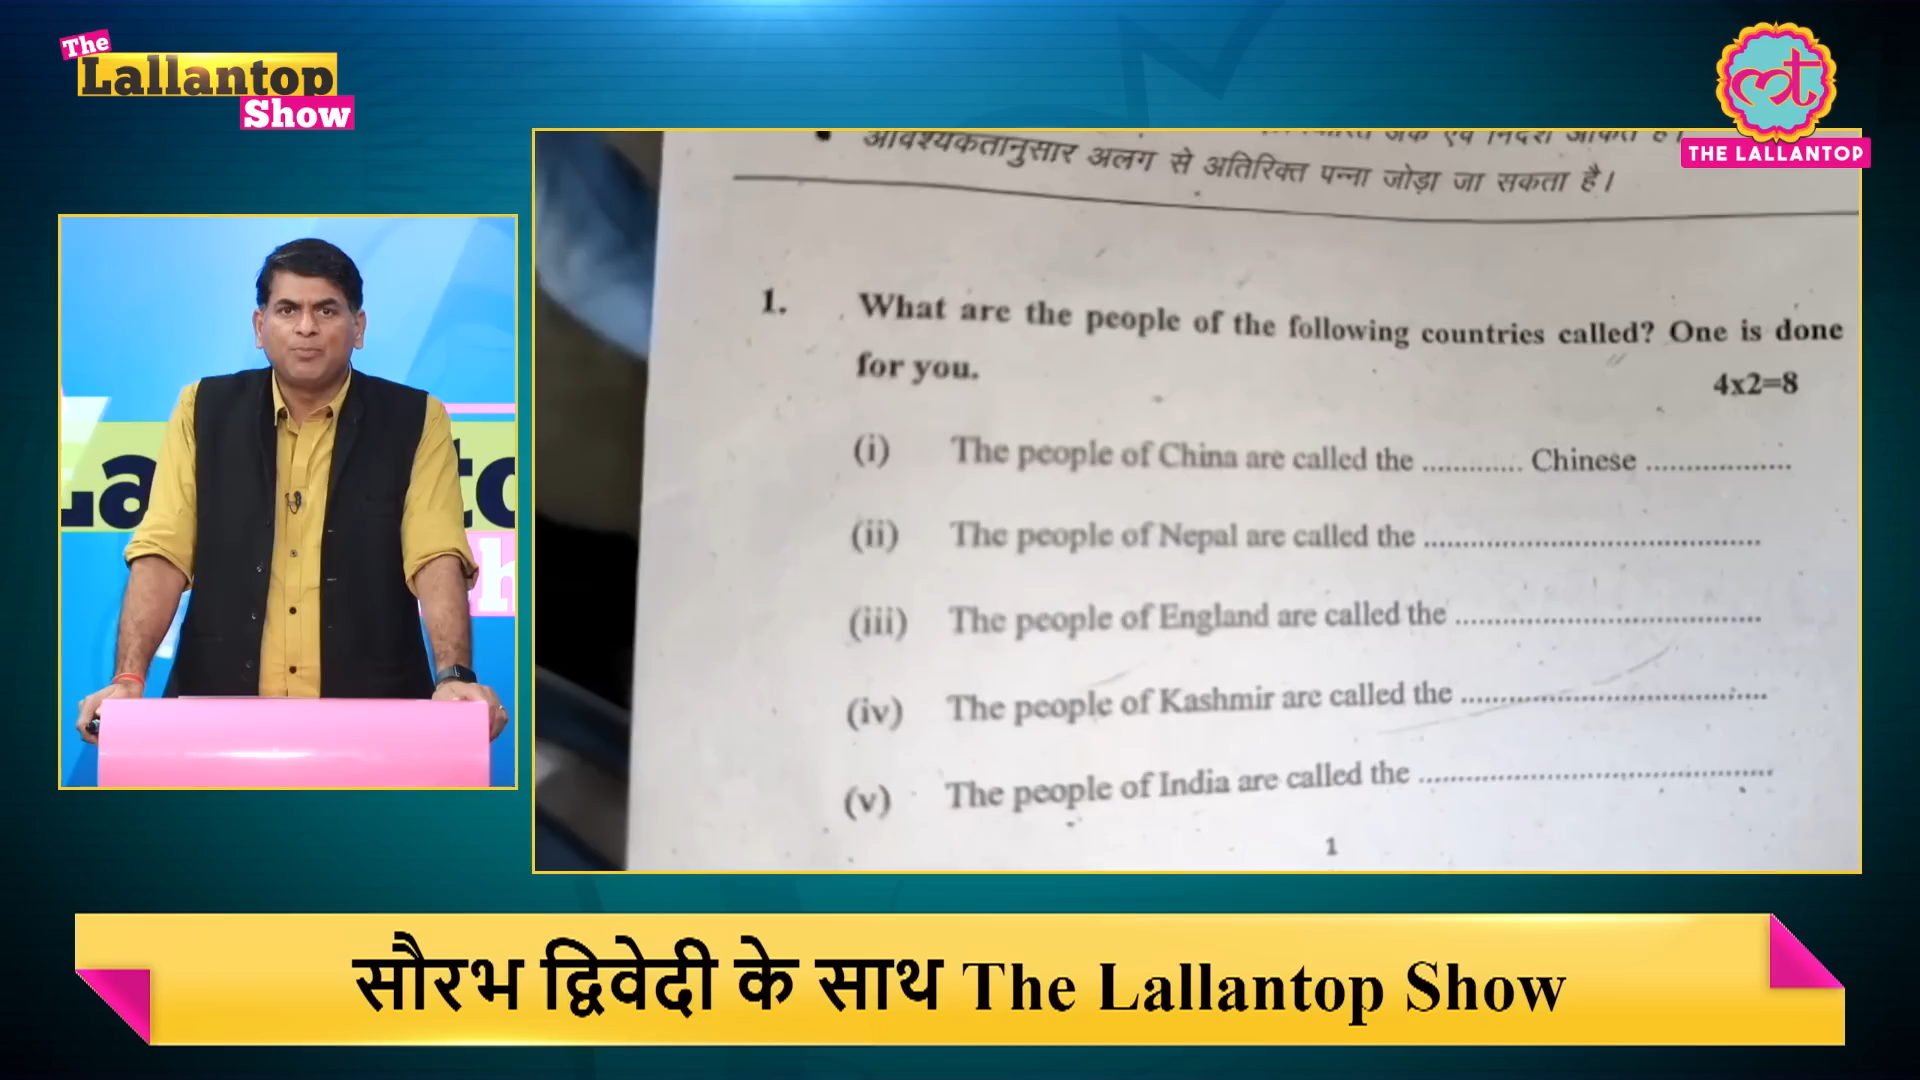 The
Lallantop
Show
THE LALLANTOP
आवश्यकतानुसार अलग से अतिरिक्त पन्ना जोड़ा जा सकता है।
1. What are the people of the following countries called? One is done
for you.
4x2=8
(i) The people of China are called the ............ Chinese ..................
(ii) The people of Nepal are called the ..........................................
(iii) The people of England are called the ......................................
(iv) The people of Kashmir are called the ......................................
(v) The people of India are called the ............................................
1
सौरभ द्विवेदी के साथ The Lallantop Show